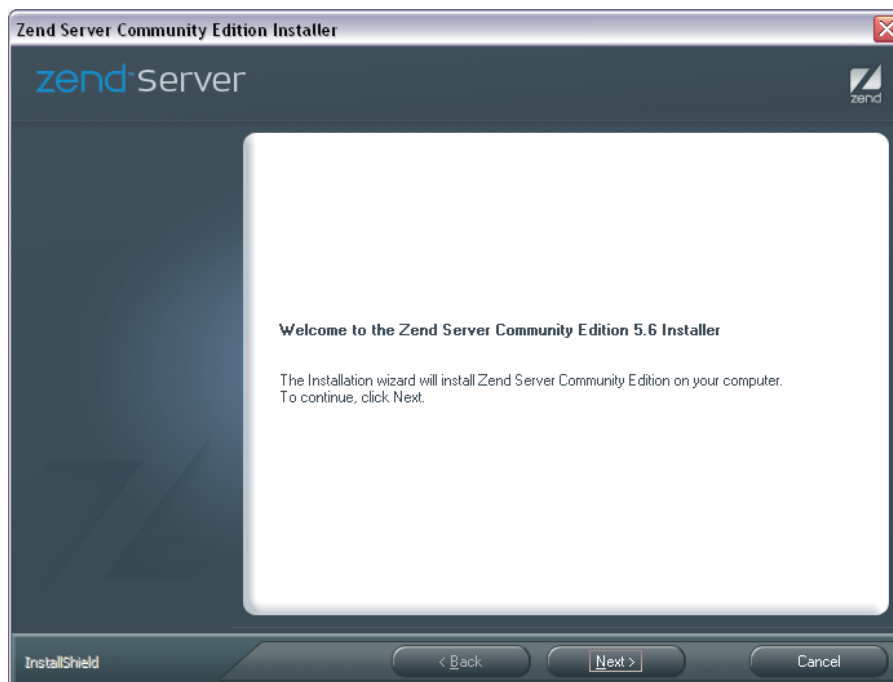 Zend Server Community Edition Installer
zend server
zend
Welcome to the Zend Server Community Edition 5.6 Installer
The Installation wizard will install Zend Server Community Edition on your computer.
To continue, click Next.
InstallShield
< Back
Next >
Cancel